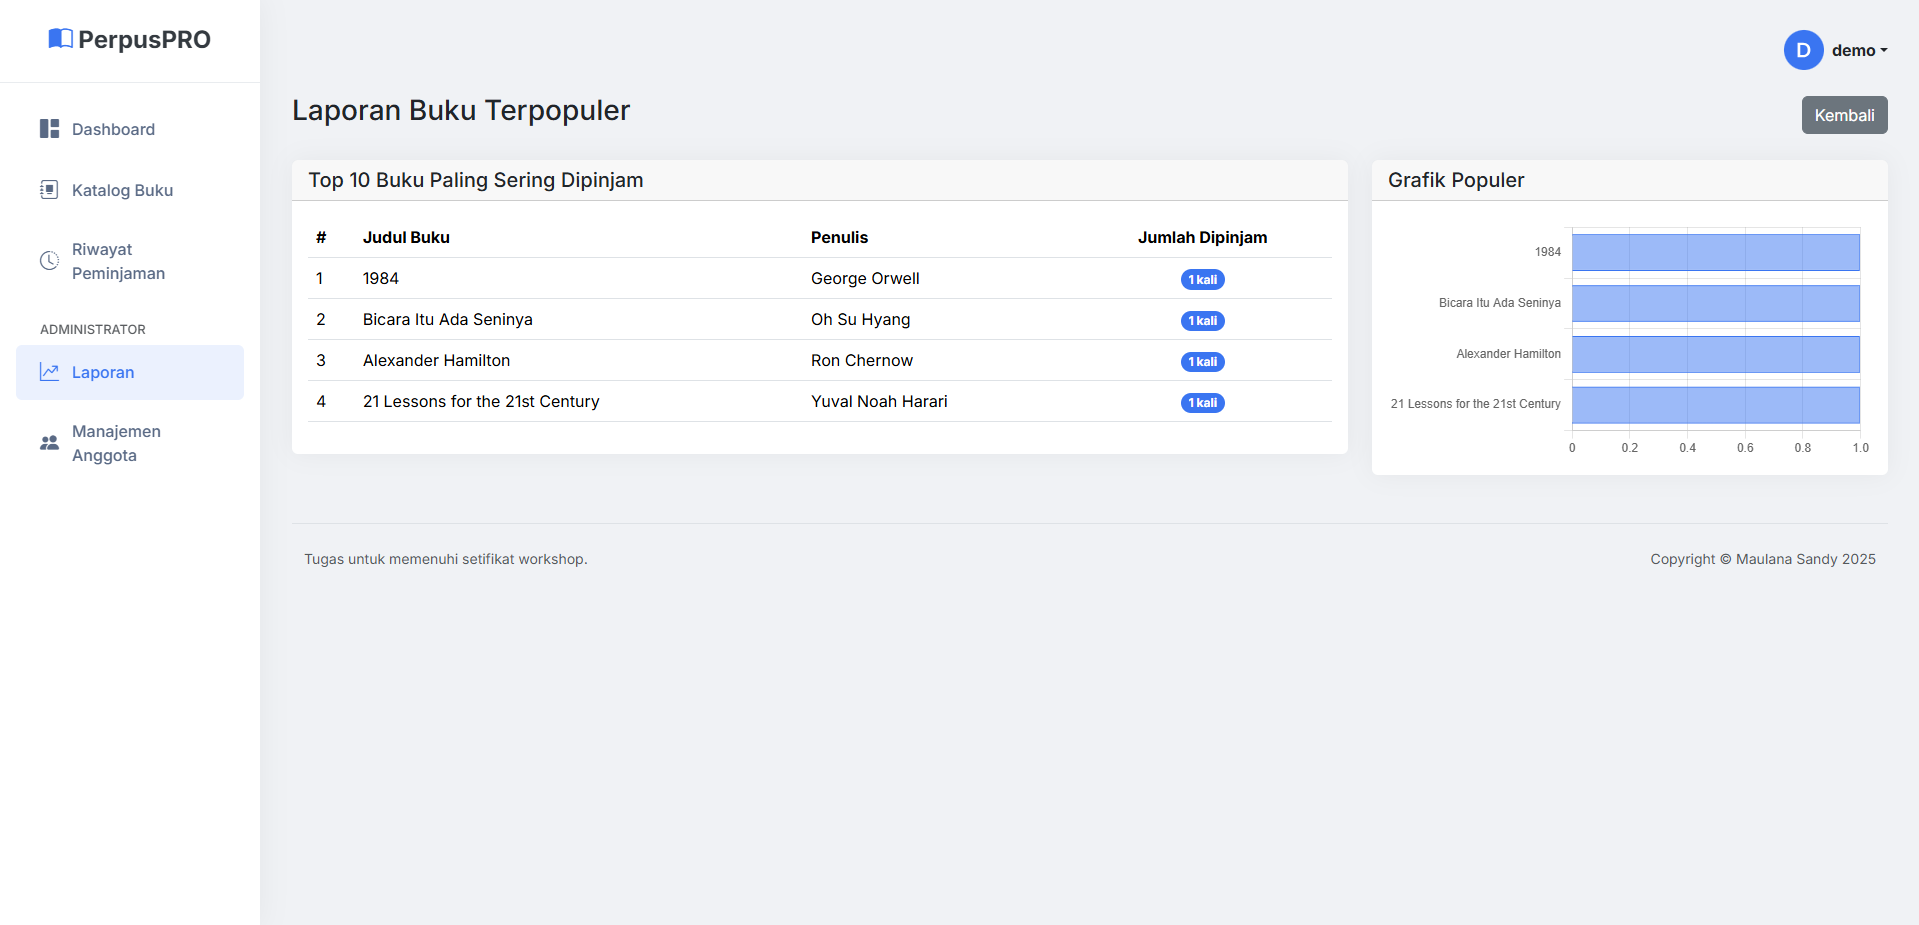 PerpusPRO
Dashboard
Katalog Buku
Riwayat
Peminjaman
ADMINISTRATOR
Laporan
Manajemen
Anggota
D demo
Laporan Buku Terpopuler
Kembali
Top 10 Buku Paling Sering Dipinjam
# Judul Buku Penulis Jumlah Dipinjam
1 1984 George Orwell 1 kali
2 Bicara Itu Ada Seninya Oh Su Hyang 1 kali
3 Alexander Hamilton Ron Chernow 1 kali
4 21 Lessons for the 21st Century Yuval Noah Harari 1 kali
Grafik Populer
1984
Bicara Itu Ada Seninya
Alexander Hamilton
21 Lessons for the 21st Century
0 0.2 0.4 0.6 0.8 1.0
Tugas untuk memenuhi setifikat workshop.
Copyright © Maulana Sandy 2025